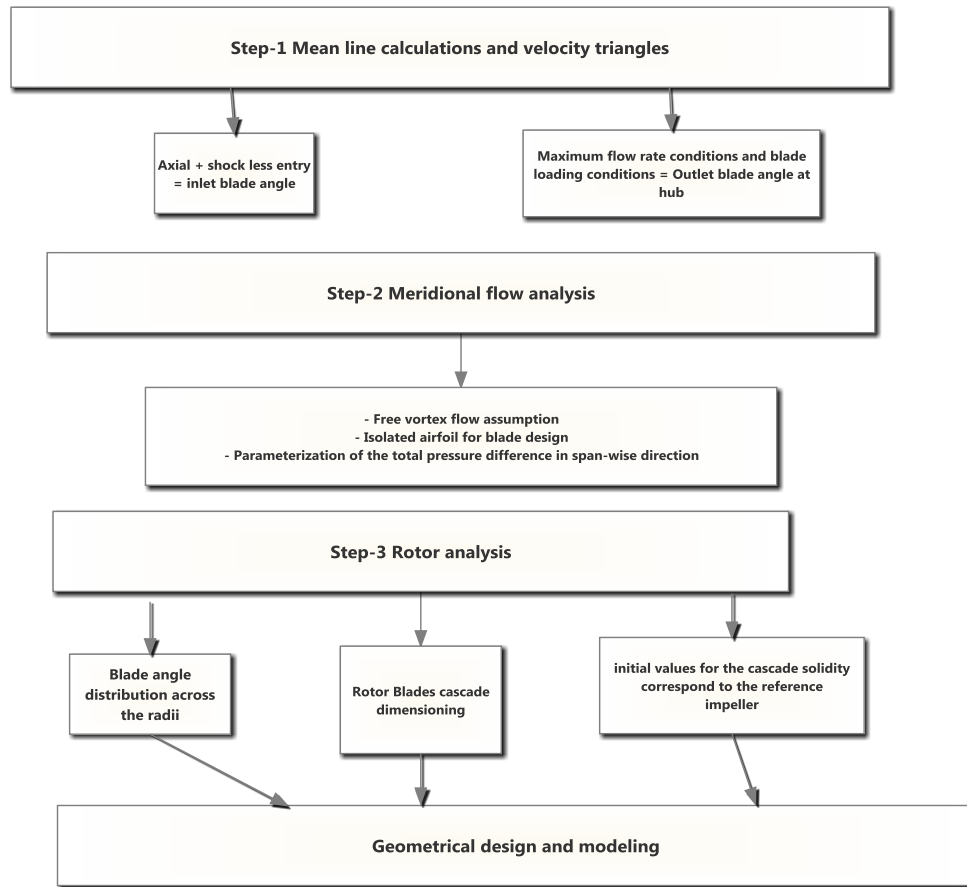 Step-1 Mean line calculations and velocity triangles
Axial + shock less entry
= inlet blade angle
Maximum flow rate conditions and blade
loading conditions = Outlet blade angle at
hub
Step-2 Meridional flow analysis
- Free vortex flow assumption
- Isolated airfoil for blade design
- Parameterization of the total pressure difference in span-wise direction
Step-3 Rotor analysis
Blade angle
distribution across
the radii
Rotor Blades cascade
dimensioning
initial values for the cascade solidity
correspond to the reference
impeller
Geometrical design and modeling